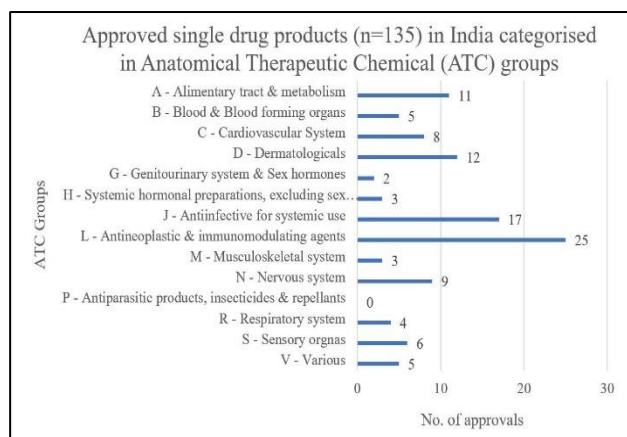 Approved single drug products (n=135) in India categorised
in Anatomical Therapeutic Chemical (ATC) groups
ATC Groups
A - Alimentary tract & metabolism 11
B - Blood & Blood forming organs 5
C - Cardiovascular System 8
D - Dermatologicals 12
G - Genitourinary system & Sex hormones 2
H - Systemic hormonal preparations, excluding sex... 3
J - Antiinfective for systemic use 17
L - Antineoplastic & immunomodulating agents 25
M - Musculoskeletal system 3
N - Nervous system 9
P - Antiparasitic products, insecticides & repellants 0
R - Respiratory system 4
S - Sensory orgnas 6
V - Various 5
0 10 20 30
No. of approvals